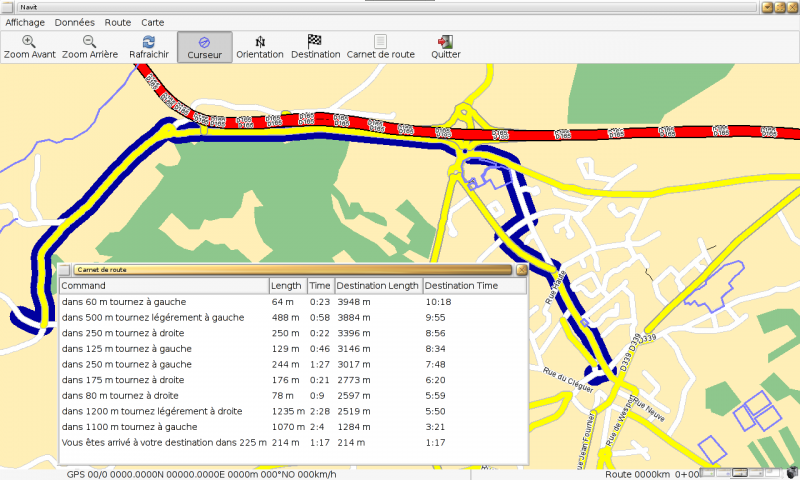 Navit
Affichage Données Route Carte
Zoom Avant Zoom Arrière Rafraichir Curseur Orientation Destination Carnet de route Quitter
Rue Haute
D339 D339
D339
Rue du Cléguer
Rue Neuve
Rue de Westport
Rue Jean Fournier
Carnet de route
Command Length Time Destination Length Destination Time
dans 60 m tournez à gauche 64 m 0:23 3948 m 10:18
dans 500 m tournez légérement à gauche 488 m 0:58 3884 m 9:55
dans 250 m tournez à droite 250 m 0:22 3396 m 8:56
dans 125 m tournez à gauche 129 m 0:46 3146 m 8:34
dans 250 m tournez à gauche 244 m 1:27 3017 m 7:48
dans 175 m tournez à droite 176 m 0:21 2773 m 6:20
dans 80 m tournez à droite 78 m 0:9 2597 m 5:59
dans 1200 m tournez légérement à droite 1235 m 2:28 2519 m 5:50
dans 1100 m tournez à gauche 1070 m 2:4 1284 m 3:21
Vous êtes arrivé à votre destination dans 225 m 214 m 1:17 214 m 1:17
GPS 00/0 0000.0000N 00000.0000E 0000m 000°NO 000km/h
Route 0000km 0+00